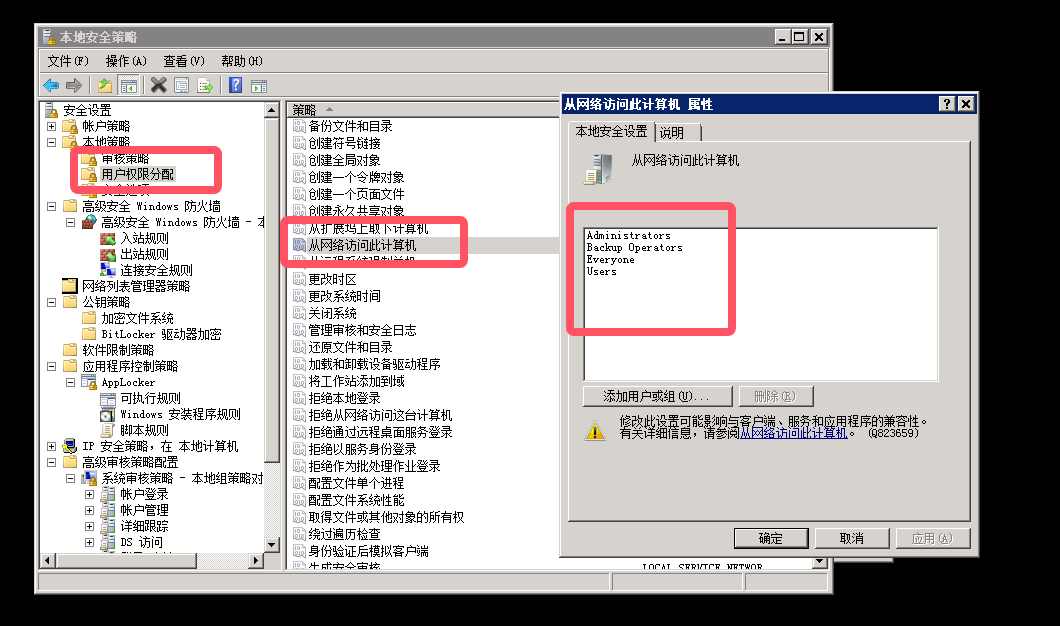 本地安全策略
文件(F) 操作(A) 查看(V) 帮助(H)
安全设置
帐户策略
本地策略
审核策略
用户权限分配
安全选项
高级安全 Windows 防火墙
高级安全 Windows 防火墙 - 本
入站规则
出站规则
连接安全规则
网络列表管理器策略
公钥策略
加密文件系统
BitLocker 驱动器加密
软件限制策略
应用程序控制策略
AppLocker
可执行规则
Windows 安装程序规则
脚本规则
IP 安全策略，在 本地计算机
高级审核策略配置
系统审核策略 - 本地组策略对
帐户登录
帐户管理
详细跟踪
DS 访问
策略
备份文件和目录
创建符号链接
创建全局对象
创建一个令牌对象
创建一个页面文件
创建永久共享对象
从扩展坞上取下计算机
从网络访问此计算机
从远程系统强制关机
更改时区
更改系统时间
关闭系统
管理审核和安全日志
还原文件和目录
加载和卸载设备驱动程序
将工作站添加到域
拒绝本地登录
拒绝从网络访问这台计算机
拒绝通过远程桌面服务登录
拒绝以服务身份登录
拒绝作为批处理作业登录
配置文件单个进程
配置文件系统性能
取得文件或其他对象的所有权
绕过遍历检查
身份验证后模拟客户端
生成安全审核
LOCAL SERVICE,NETWOR
从网络访问此计算机 属性
本地安全设置 说明
从网络访问此计算机
Administrators
Backup Operators
Everyone
Users
添加用户或组(U)... 删除(R)
修改此设置可能影响与客户端、服务和应用程序的兼容性。
有关详细信息，请参阅从网络访问此计算机。 (Q823659)
确定 取消 应用(A)